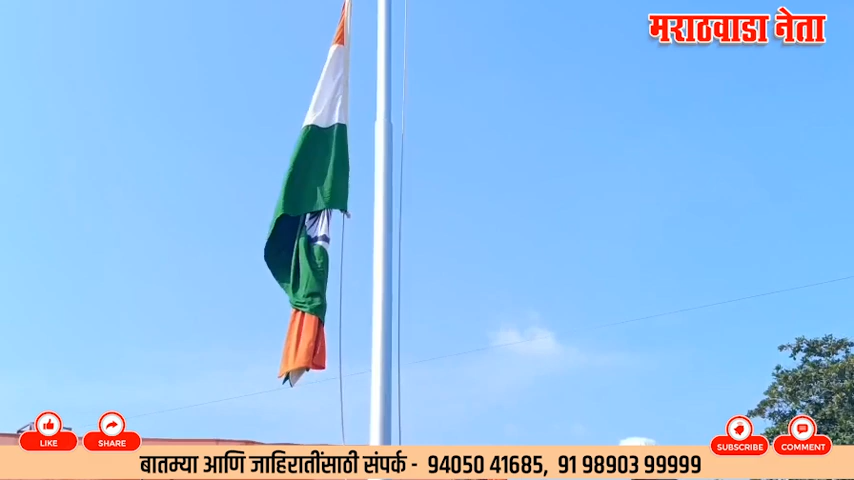 मराठवाडा नेता
LIKE
SHARE
SUBSCRIBE
COMMENT
बातम्या आणि जाहिरातींसाठी संपर्क - 94050 41685, 91 98903 99999